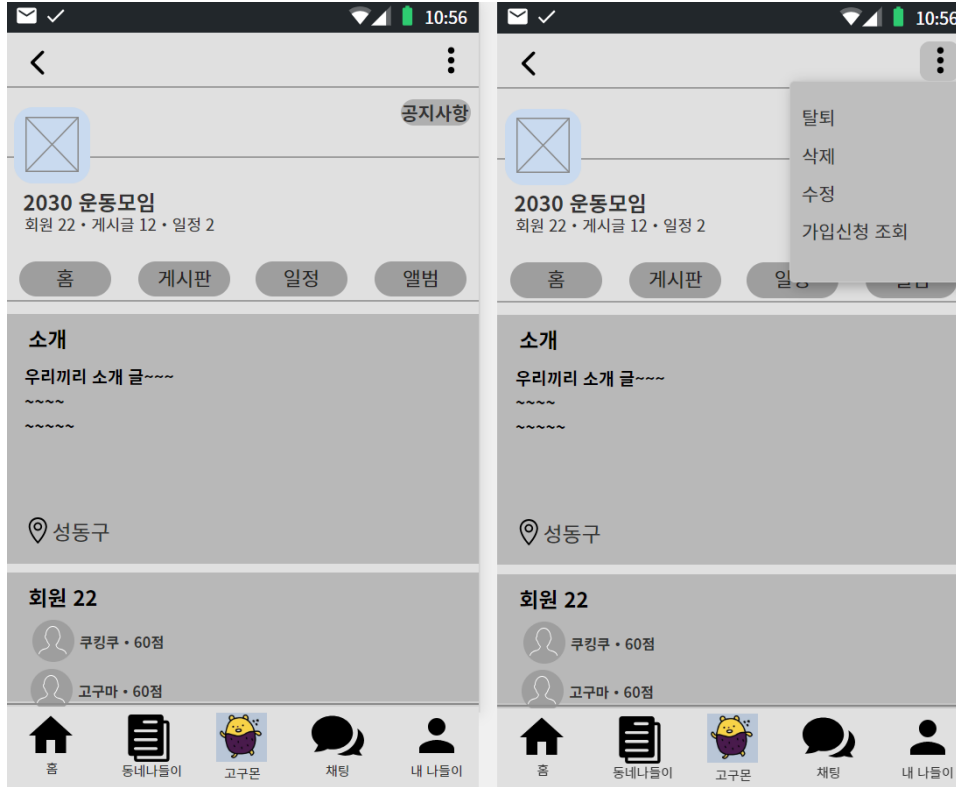 10:56
공지사항
2030 운동모임
회원 22 • 게시글 12 • 일정 2
홈 게시판 일정 앨범
소개
우리끼리 소개 글~~~
~~~~
~~~~~
성동구
회원 22
쿠킹쿠 • 60점
고구마 • 60점
홈 동네나들이 고구몬 채팅 내 나들이
10:56
탈퇴
삭제
수정
가입신청 조회
2030 운동모임
회원 22 • 게시글 12 • 일정 2
홈 게시판
소개
우리끼리 소개 글~~~
~~~~
~~~~~
성동구
회원 22
쿠킹쿠 • 60점
고구마 • 60점
홈 동네나들이 고구몬 채팅 내 나들이